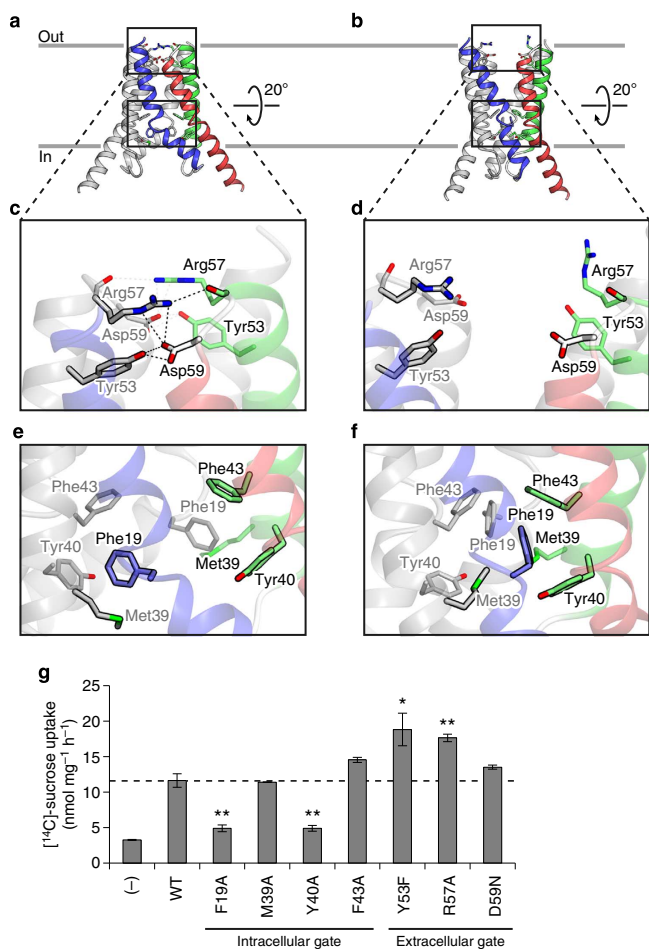 a
b
Out
In
20°
20°
c
d
Arg57
Arg57
Asp59
Tyr53
Asp59
Tyr53
Arg57
Arg57
Asp59
Tyr53
Asp59
Tyr53
e
f
Phe43
Phe43
Phe19
Phe19
Tyr40
Met39
Tyr40
Met39
Phe43
Phe43
Phe19
Phe19
Met39
Tyr40
Met39
Tyr40
g
[¹⁴C]-sucrose uptake
(nmol mg⁻¹ h⁻¹)
25
20
15
10
5
0
** ** * **
(–) WT F19A M39A Y40A F43A Y53F R57A D59N
Intracellular gate Extracellular gate